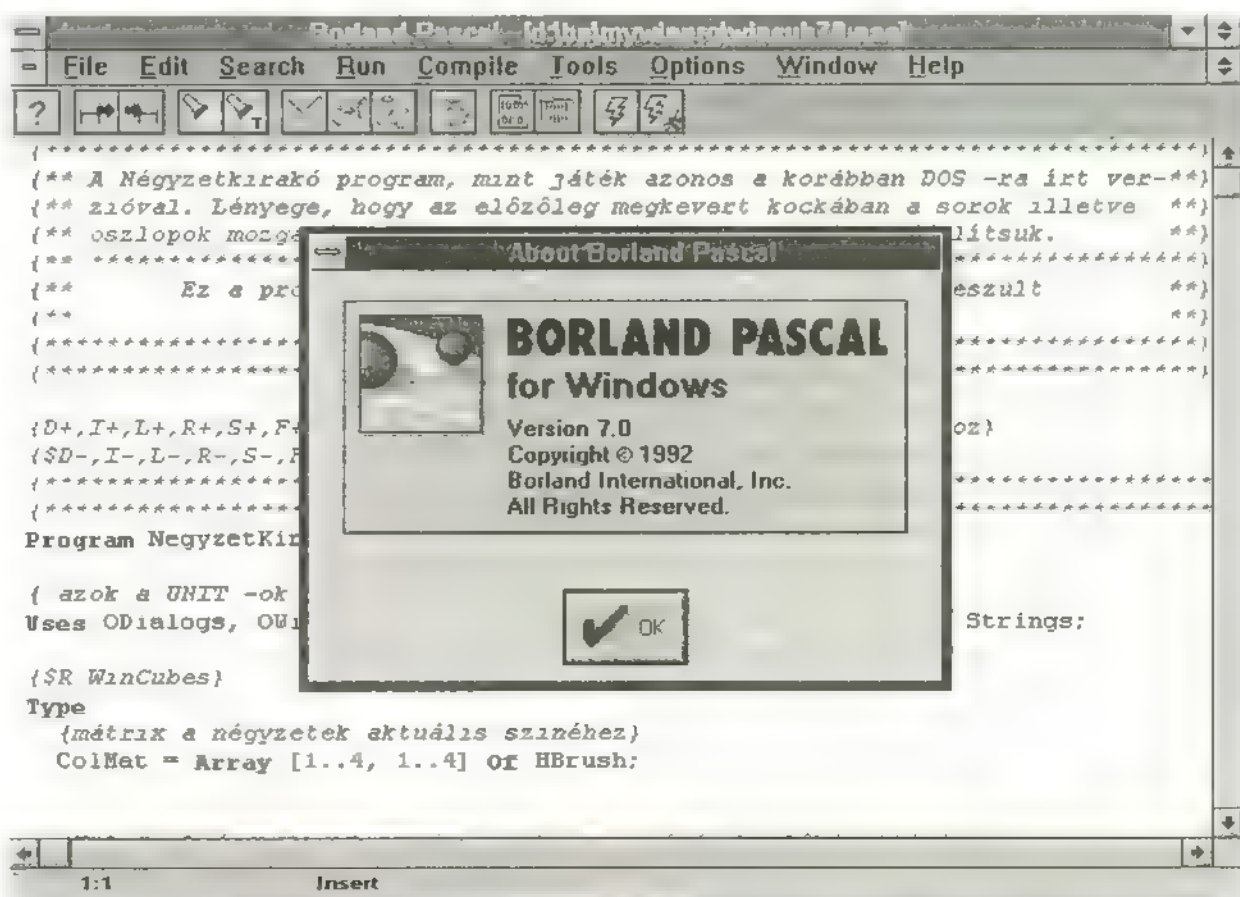 Borland Pascal
File Edit Search Run Compile Tools Options Window Help
?
T
{*****************************************************************************}
{** A Négyzetkirakó program, mint játék azonos a korábban DOS -ra írt ver-**}
{** zióval. Lényege, hogy az előzőleg megkevert kockában a sorok illetve **}
{** oszlopok mozga lítsuk. **}
{** *****************************************************************************}
{** Ez a pro eszult **}
{** **}
{*****************************************************************************}
{*****************************************************************************}
About Borland Pascal
BORLAND PASCAL
for Windows
Version 7.0
Copyright © 1992
Borland International, Inc.
All Rights Reserved.
OK
{D+,I+,L+,R+,S+,F+ oz}
{$D-,I-,L-,R-,S-,F
{*****************************************************************************
{*****************************************************************************
Program NegyzetKir
{ azok a UNIT -ok
Uses ODialogs, OWi Strings;
{$R WinCubes}
Type
{mátrix a négyzetek aktuális színéhez}
ColMat = Array [1..4, 1..4] Of HBrush;
1:1 Insert